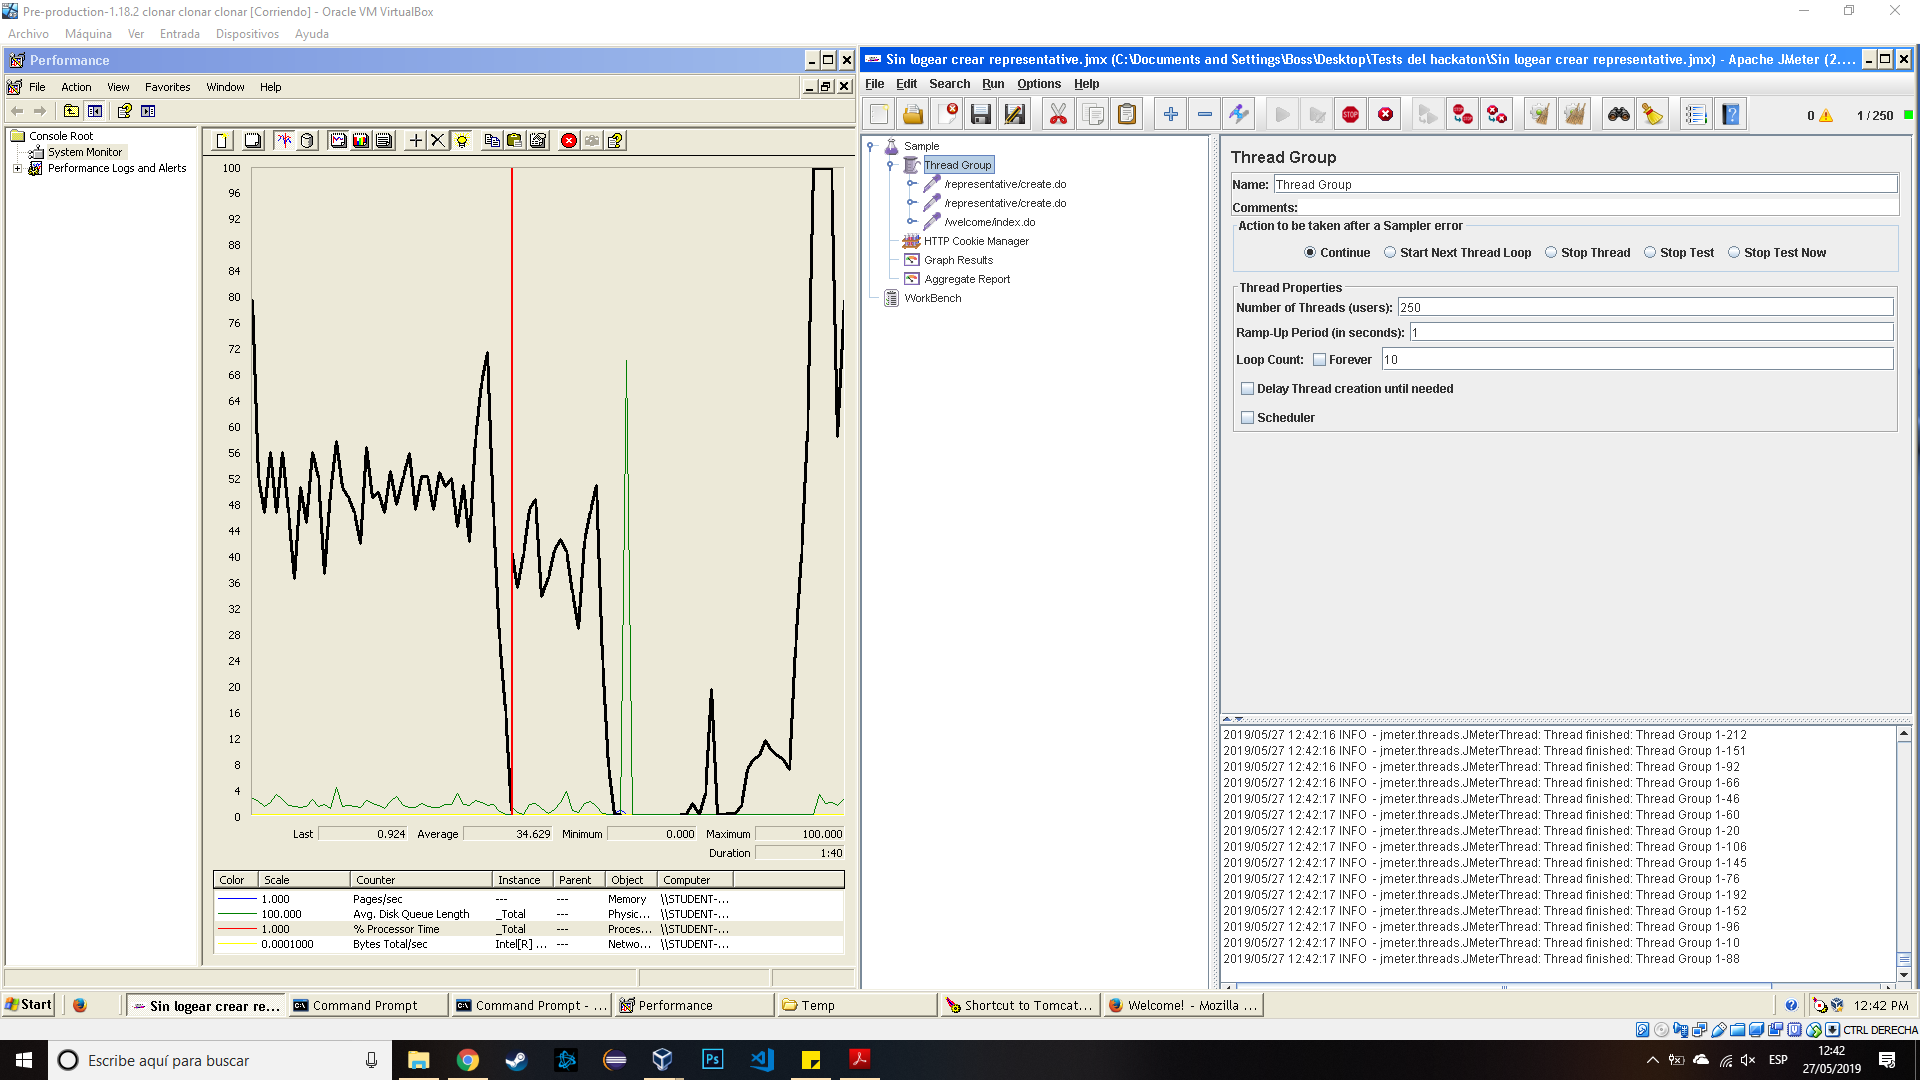 Pre-production-1.18.2 clonar clonar clonar [Corriendo] - Oracle VM VirtualBox
Archivo Máquina Ver Entrada Dispositivos Ayuda
Performance
File Action View Favorites Window Help
Console Root
System Monitor
Performance Logs and Alerts
100
96
92
88
84
80
76
72
68
64
60
56
52
48
44
40
36
32
28
24
20
16
12
8
4
0
Last 0.924 Average 34.629 Minimum 0.000 Maximum 100.000
Duration 1:40
Color Scale Counter Instance Parent Object Computer
1.000 Pages/sec --- --- Memory \\STUDENT-...
100.000 Avg. Disk Queue Length _Total --- Physic... \\STUDENT-...
1.000 % Processor Time _Total --- Proces... \\STUDENT-...
0.0001000 Bytes Total/sec Intel[R] ... --- Netwo... \\STUDENT-...
Sin logear crear representative.jmx (C:\Documents and Settings\Boss\Desktop\Tests del hackaton\Sin logear crear representative.jmx) - Apache JMeter (2....
File Edit Search Run Options Help
STOP
0 1 / 250
Sample
Thread Group
/representative/create.do
/representative/create.do
/welcome/index.do
HTTP Cookie Manager
Graph Results
Aggregate Report
WorkBench
Thread Group
Name: Thread Group
Comments:
Action to be taken after a Sampler error
Continue Start Next Thread Loop Stop Thread Stop Test Stop Test Now
Thread Properties
Number of Threads (users): 250
Ramp-Up Period (in seconds): 1
Loop Count: Forever 10
Delay Thread creation until needed
Scheduler
2019/05/27 12:42:16 INFO - jmeter.threads.JMeterThread: Thread finished: Thread Group 1-212
2019/05/27 12:42:16 INFO - jmeter.threads.JMeterThread: Thread finished: Thread Group 1-151
2019/05/27 12:42:16 INFO - jmeter.threads.JMeterThread: Thread finished: Thread Group 1-92
2019/05/27 12:42:16 INFO - jmeter.threads.JMeterThread: Thread finished: Thread Group 1-66
2019/05/27 12:42:17 INFO - jmeter.threads.JMeterThread: Thread finished: Thread Group 1-46
2019/05/27 12:42:17 INFO - jmeter.threads.JMeterThread: Thread finished: Thread Group 1-60
2019/05/27 12:42:17 INFO - jmeter.threads.JMeterThread: Thread finished: Thread Group 1-20
2019/05/27 12:42:17 INFO - jmeter.threads.JMeterThread: Thread finished: Thread Group 1-106
2019/05/27 12:42:17 INFO - jmeter.threads.JMeterThread: Thread finished: Thread Group 1-145
2019/05/27 12:42:17 INFO - jmeter.threads.JMeterThread: Thread finished: Thread Group 1-76
2019/05/27 12:42:17 INFO - jmeter.threads.JMeterThread: Thread finished: Thread Group 1-192
2019/05/27 12:42:17 INFO - jmeter.threads.JMeterThread: Thread finished: Thread Group 1-152
2019/05/27 12:42:17 INFO - jmeter.threads.JMeterThread: Thread finished: Thread Group 1-96
2019/05/27 12:42:17 INFO - jmeter.threads.JMeterThread: Thread finished: Thread Group 1-10
2019/05/27 12:42:17 INFO - jmeter.threads.JMeterThread: Thread finished: Thread Group 1-88
Start Sin logear crear re... Command Prompt Command Prompt - ... Performance Temp Shortcut to Tomcat... Welcome! - Mozilla ... 12:42 PM
CTRL DERECHA
Escribe aquí para buscar
Ps
ESP
12:42
27/05/2019